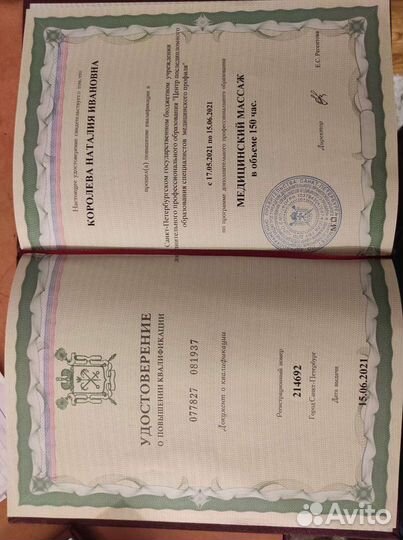 УДОСТОВЕРЕНИЕ
О ПОВЫШЕНИИ КВАЛИФИКАЦИИ
077827 081937
Документ о квалификации
Регистрационный номер
214692
Город Санкт-Петербург
Дата выдачи
15.06.2021
Настоящее удостоверение свидетельствует о том, что
КОРОЛЕВА НАТАЛИЯ ИВАНОВНА
прошел(а) повышение квалификации в
Санкт-Петербургском государственном бюджетном учреждении
дополнительного профессионального образования "Центр последипломного
образования специалистов медицинского профиля"
с 17.05.2021 по 15.06.2021
по программе дополнительного профессионального образования
МЕДИЦИНСКИЙ МАССАЖ
в объеме 150 час.
Директор
Е.С.
М.П.
Avito